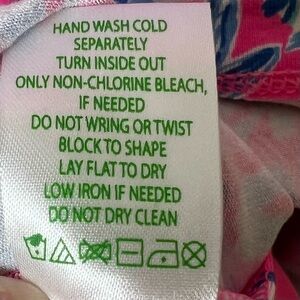 HAND WASH COLD
SEPARATELY
TURN INSIDE OUT
ONLY NON-CHLORINE BLEACH,
IF NEEDED
DO NOT WRING OR TWIST
BLOCK TO SHAPE
LAY FLAT TO DRY
LOW IRON IF NEEDED
DO NOT DRY CLEAN